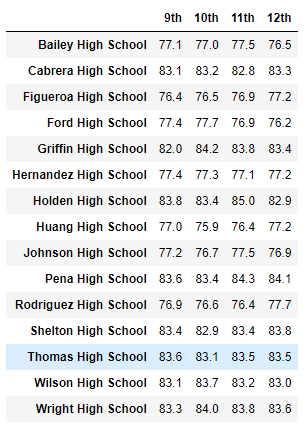 9th 10th 11th 12th
Bailey High School 77.1 77.0 77.5 76.5
Cabrera High School 83.1 83.2 82.8 83.3
Figueroa High School 76.4 76.5 76.9 77.2
Ford High School 77.4 77.7 76.9 76.2
Griffin High School 82.0 84.2 83.8 83.4
Hernandez High School 77.4 77.3 77.1 77.2
Holden High School 83.8 83.4 85.0 82.9
Huang High School 77.0 75.9 76.4 77.2
Johnson High School 77.2 76.7 77.5 76.9
Pena High School 83.6 83.4 84.3 84.1
Rodriguez High School 76.9 76.6 76.4 77.7
Shelton High School 83.4 82.9 83.4 83.8
Thomas High School 83.6 83.1 83.5 83.5
Wilson High School 83.1 83.7 83.2 83.0
Wright High School 83.3 84.0 83.8 83.6